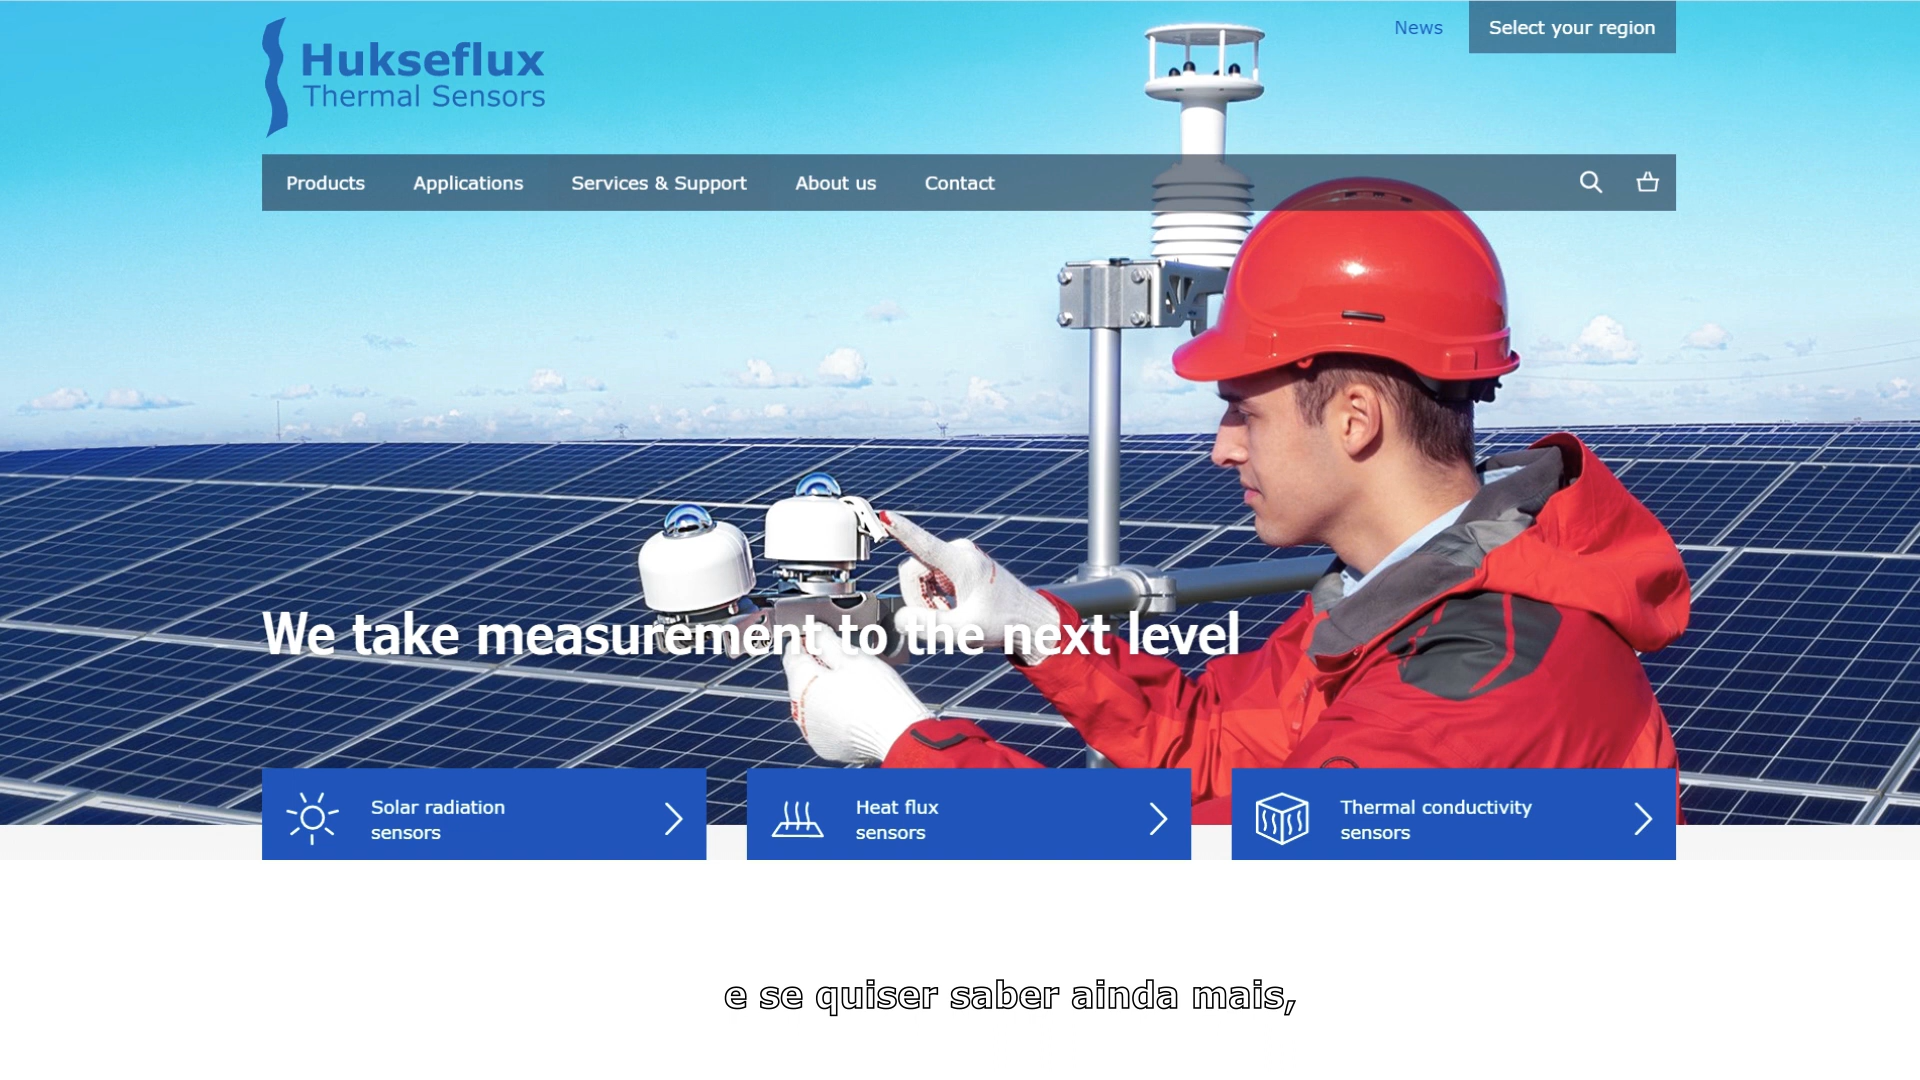 Hukseflux
Thermal Sensors
News
Select your region
Products
Applications
Services & Support
About us
Contact
We take measurement to the next level
Solar radiation
sensors
Heat flux
sensors
Thermal conductivity
sensors
e se quiser saber ainda mais,